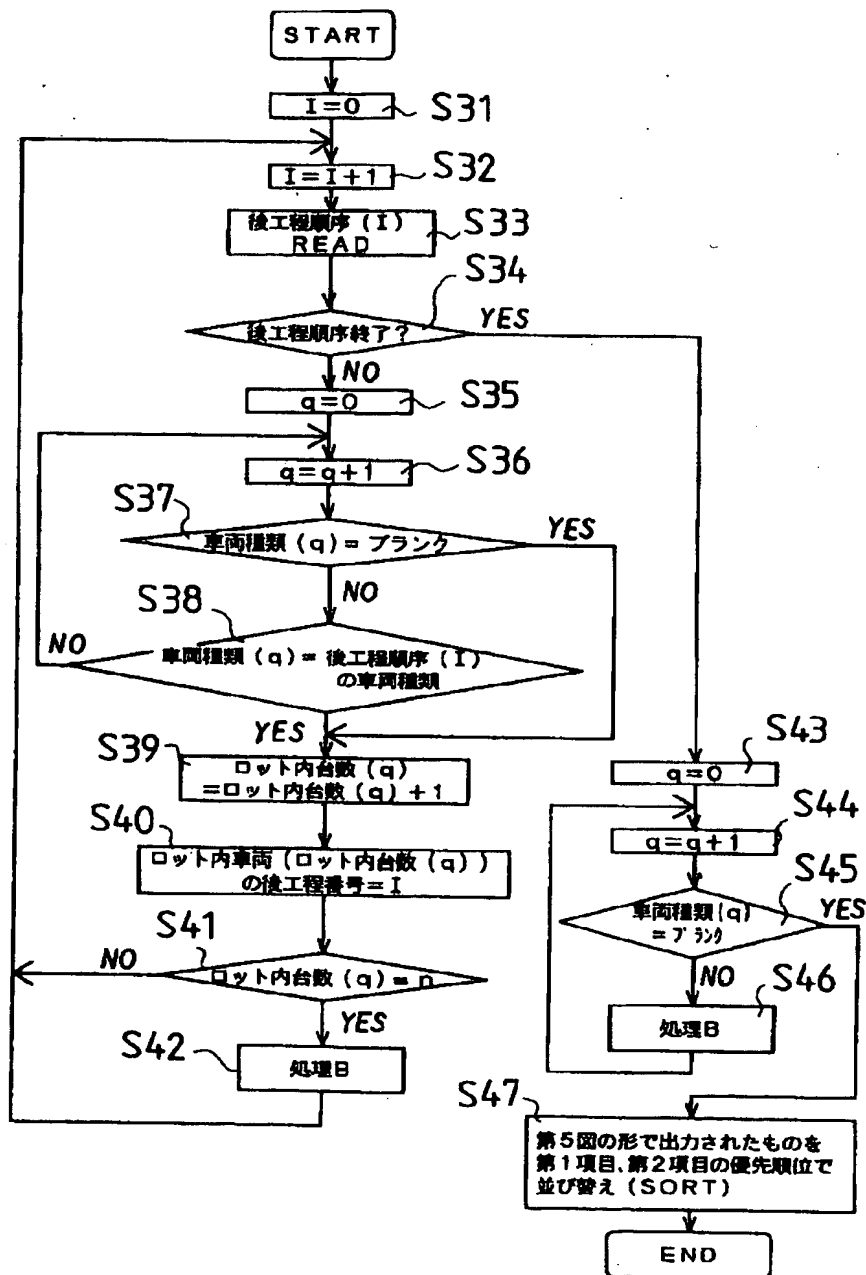 START
I=0
S31
I=I+1
S32
後工程順序(I)
READ
S33
S34
後工程順序終了?
YES
NO
q=0
S35
q=q+1
S36
S37
車両種類(q)=ブランク
YES
NO
S38
NO
車両種類(q)=後工程順序(I)
の車両種類
YES
S39
ロット内台数(q)
=ロット内台数(q)+1
S40
ロット内車両(ロット内台数(q))
の後工程番号=I
S41
NO
ロット内台数(q)=n
YES
S42
処理B
S43
q=0
S44
q=q+1
S45
車両種類(q)
=ブランク
YES
NO
S46
処理B
S47
第5図の形で出力されたものを
第1項目、第2項目の優先順位で
並び替え(SORT)
END